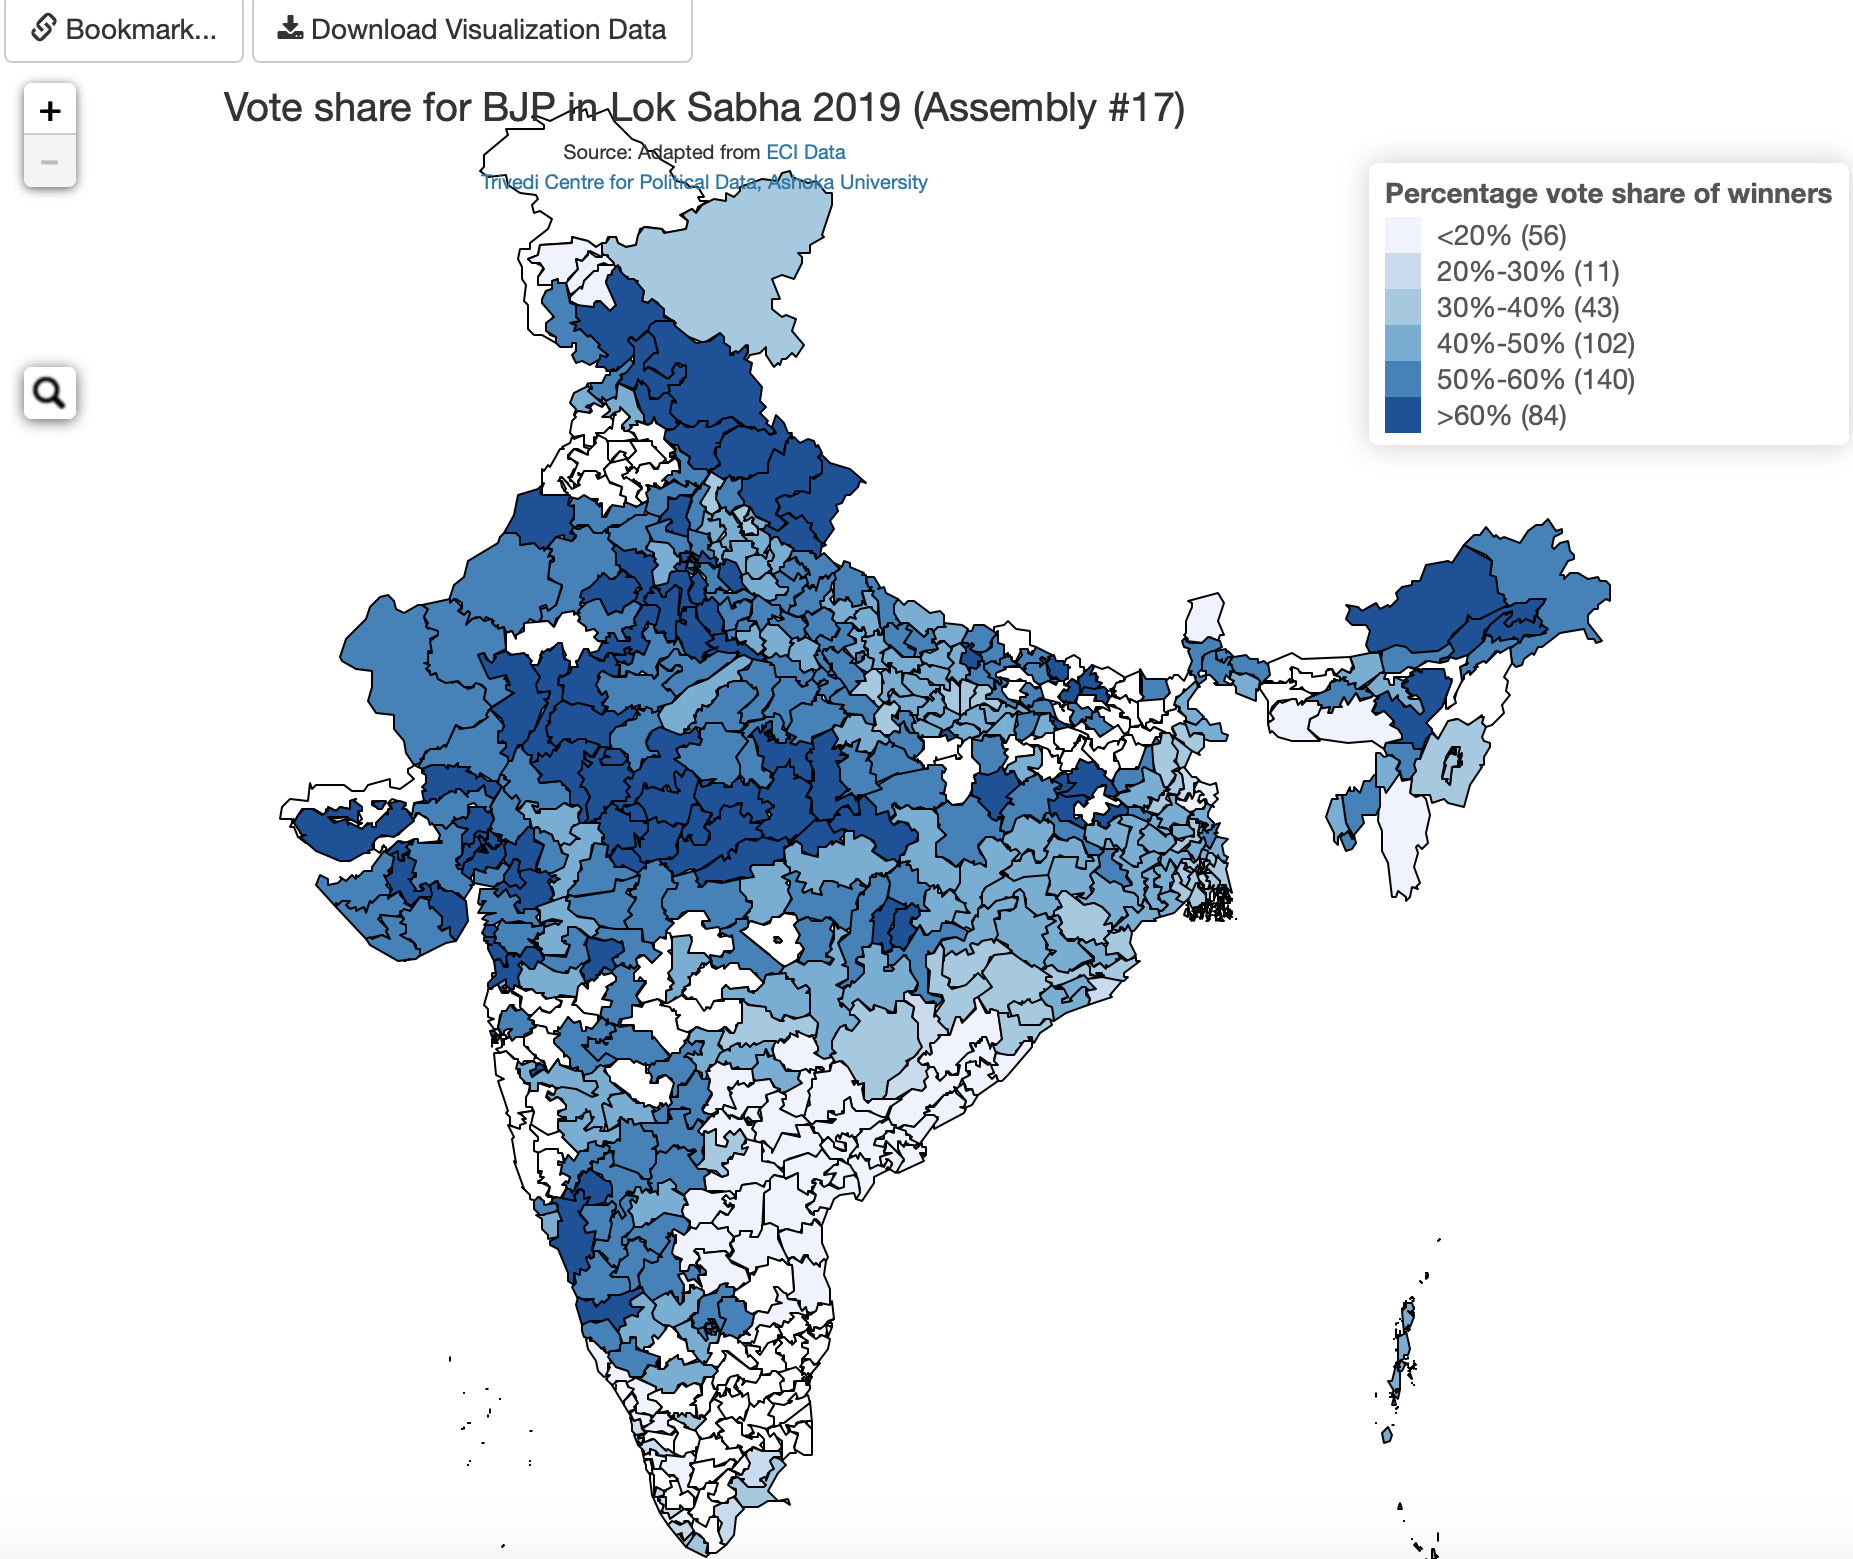 Bookmark...
Download Visualization Data
+
Vote share for BJP in Lok Sabha 2019 (Assembly #17)
−
Source: Adapted from ECI Data
Trivedi Centre for Political Data, Ashoka University
Percentage vote share of winners
<20% (56)
20%-30% (11)
30%-40% (43)
40%-50% (102)
50%-60% (140)
>60% (84)